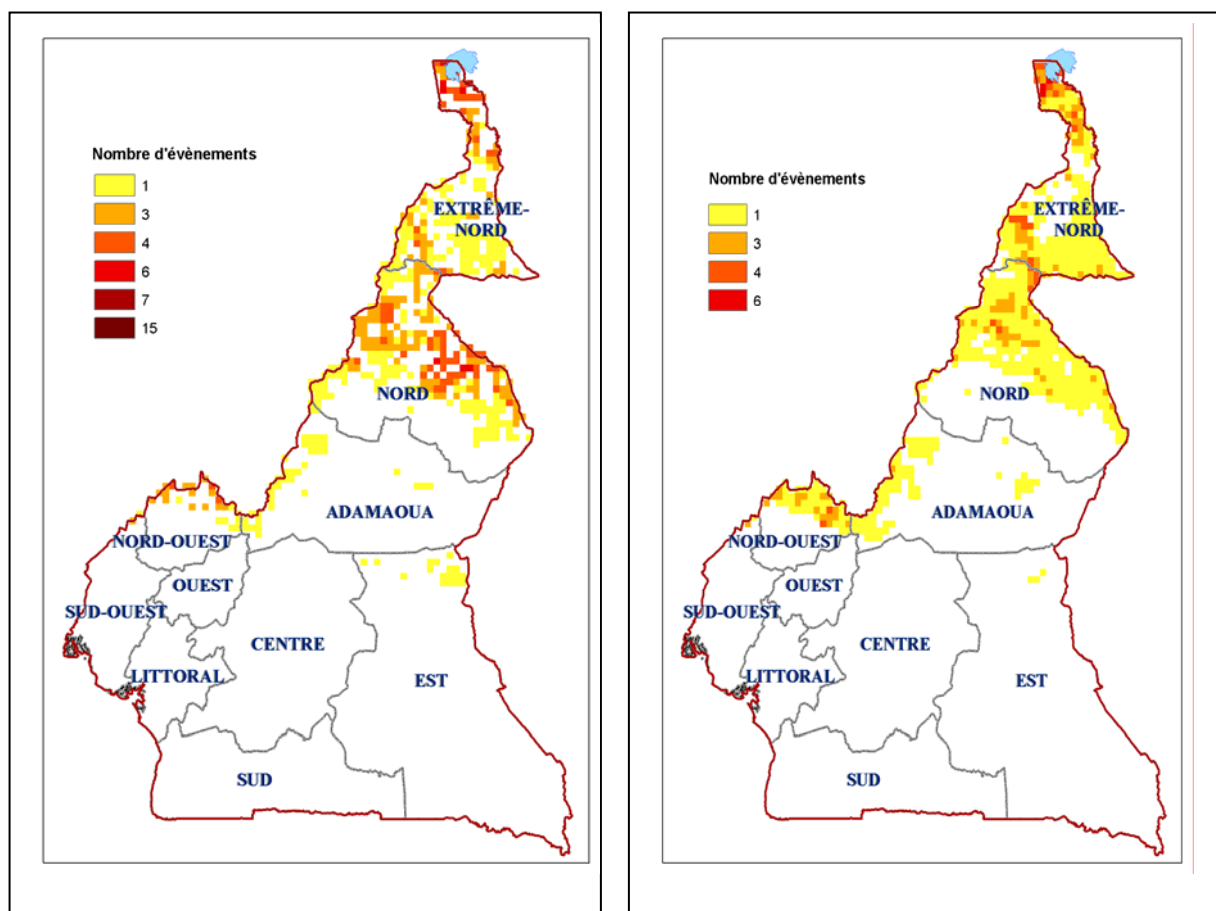 Nombre d'évènements
1
3
4
6
7
15
EXTRÊME-
NORD
NORD
ADAMAOUA
NORD-OUEST
OUEST
SUD-OUEST
CENTRE
LITTORAL
EST
SUD
Nombre d'évènements
1
3
4
6
EXTRÊME-
NORD
NORD
ADAMAOUA
NORD-OUEST
OUEST
SUD-OUEST
CENTRE
LITTORAL
EST
SUD